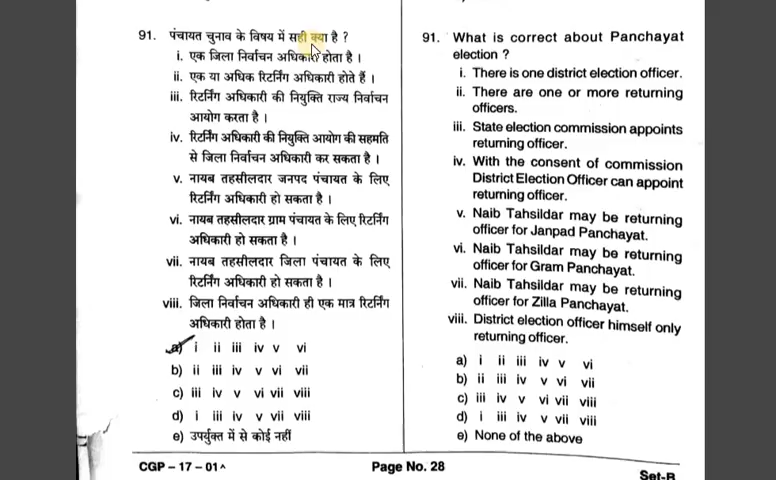 91. पंचायत चुनाव के विषय में सही क्या है ?
i. एक जिला निर्वाचन अधिकारी होता है ।
ii. एक या अधिक रिटर्निंग अधिकारी होते हैं ।
iii. रिटर्निंग अधिकारी की नियुक्ति राज्य निर्वाचन
आयोग करता है ।
iv. रिटर्निंग अधिकारी की नियुक्ति आयोग की सहमति
से जिला निर्वाचन अधिकारी कर सकता है ।
v. नायब तहसीलदार जनपद पंचायत के लिए
रिटर्निंग अधिकारी हो सकता है ।
vi. नायब तहसीलदार ग्राम पंचायत के लिए रिटर्निंग
अधिकारी हो सकता है ।
vii. नायब तहसीलदार जिला पंचायत के लिए
रिटर्निंग अधिकारी हो सकता है ।
viii. जिला निर्वाचन अधिकारी ही एक मात्र रिटर्निंग
अधिकारी होता है ।
a) i ii iii iv v vi
b) ii iii iv v vi vii
c) iii iv v vi vii viii
d) i iii iv v vii viii
e) उपर्युक्त में से कोई नहीं
91. What is correct about Panchayat
election ?
i. There is one district election officer.
ii. There are one or more returning
officers.
iii. State election commission appoints
returning officer.
iv. With the consent of commission
District Election Officer can appoint
returning officer.
v. Naib Tahsildar may be returning
officer for Janpad Panchayat.
vi. Naib Tahsildar may be returning
officer for Gram Panchayat.
vii. Naib Tahsildar may be returning
officer for Zilla Panchayat.
viii. District election officer himself only
returning officer.
a) i ii iii iv v vi
b) ii iii iv v vi vii
c) iii iv v vi vii viii
d) i iii iv v vii viii
e) None of the above
CGP – 17 – 01^
Page No. 28
Set-B